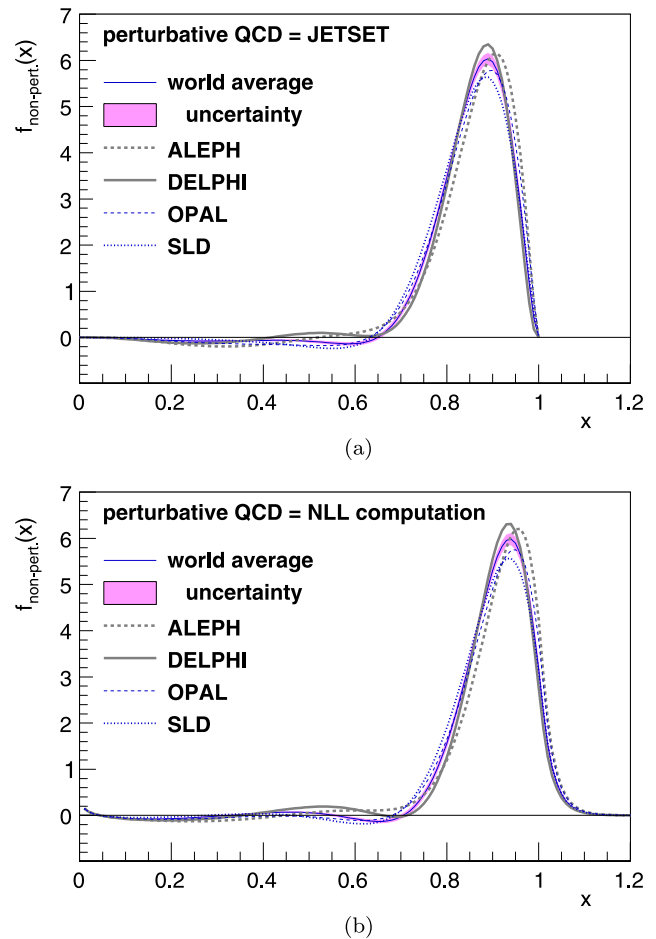 f non-pert.(x)
7
6
5
4
3
2
1
0
perturbative QCD = JETSET
world average
uncertainty
ALEPH
DELPHI
OPAL
SLD
0 0.2 0.4 0.6 0.8 1 1.2
x
(a)
f non-pert.(x)
7
6
5
4
3
2
1
0
perturbative QCD = NLL computation
world average
uncertainty
ALEPH
DELPHI
OPAL
SLD
0 0.2 0.4 0.6 0.8 1 1.2
x
(b)